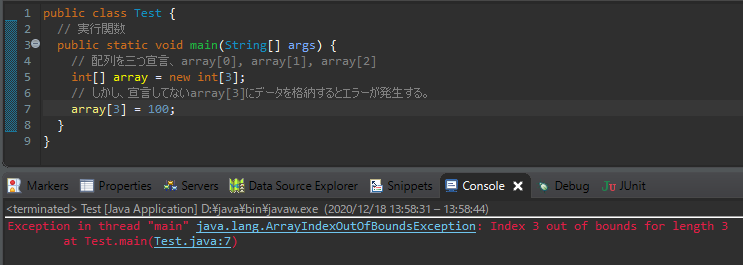 1 public class Test {
2 // 実行関数
3 public static void main(String[] args) {
4 // 配列を三つ宣言、array[0], array[1], array[2]
5 int[] array = new int[3];
6 // しかし、宣言してないarray[3]にデータを格納するとエラーが発生する。
7 array[3] = 100;
8 }
9 }
Markers Properties Servers Data Source Explorer Snippets Console Debug JUnit
<terminated> Test [Java Application] D:¥java¥bin¥javaw.exe (2020/12/18 13:58:31 – 13:58:44)
Exception in thread "main" java.lang.ArrayIndexOutOfBoundsException: Index 3 out of bounds for length 3
at Test.main(Test.java:7)